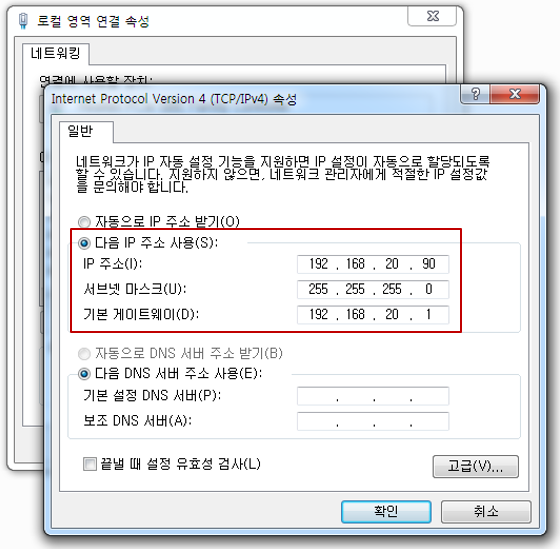 로컬 영역 연결 속성
네트워킹
연결에 사용할 장치:
Internet Protocol Version 4 (TCP/IPv4) 속성
일반
네트워크가 IP 자동 설정 기능을 지원하면 IP 설정이 자동으로 할당되도록
할 수 있습니다. 지원하지 않으면, 네트워크 관리자에게 적절한 IP 설정값
을 문의해야 합니다.
자동으로 IP 주소 받기(O)
다음 IP 주소 사용(S):
IP 주소(I): 192 . 168 . 20 . 90
서브넷 마스크(U): 255 . 255 . 255 . 0
기본 게이트웨이(D): 192 . 168 . 20 . 1
자동으로 DNS 서버 주소 받기(B)
다음 DNS 서버 주소 사용(E):
기본 설정 DNS 서버(P): . . .
보조 DNS 서버(A): . . .
끝낼 때 설정 유효성 검사(L)
고급(V)...
확인 취소